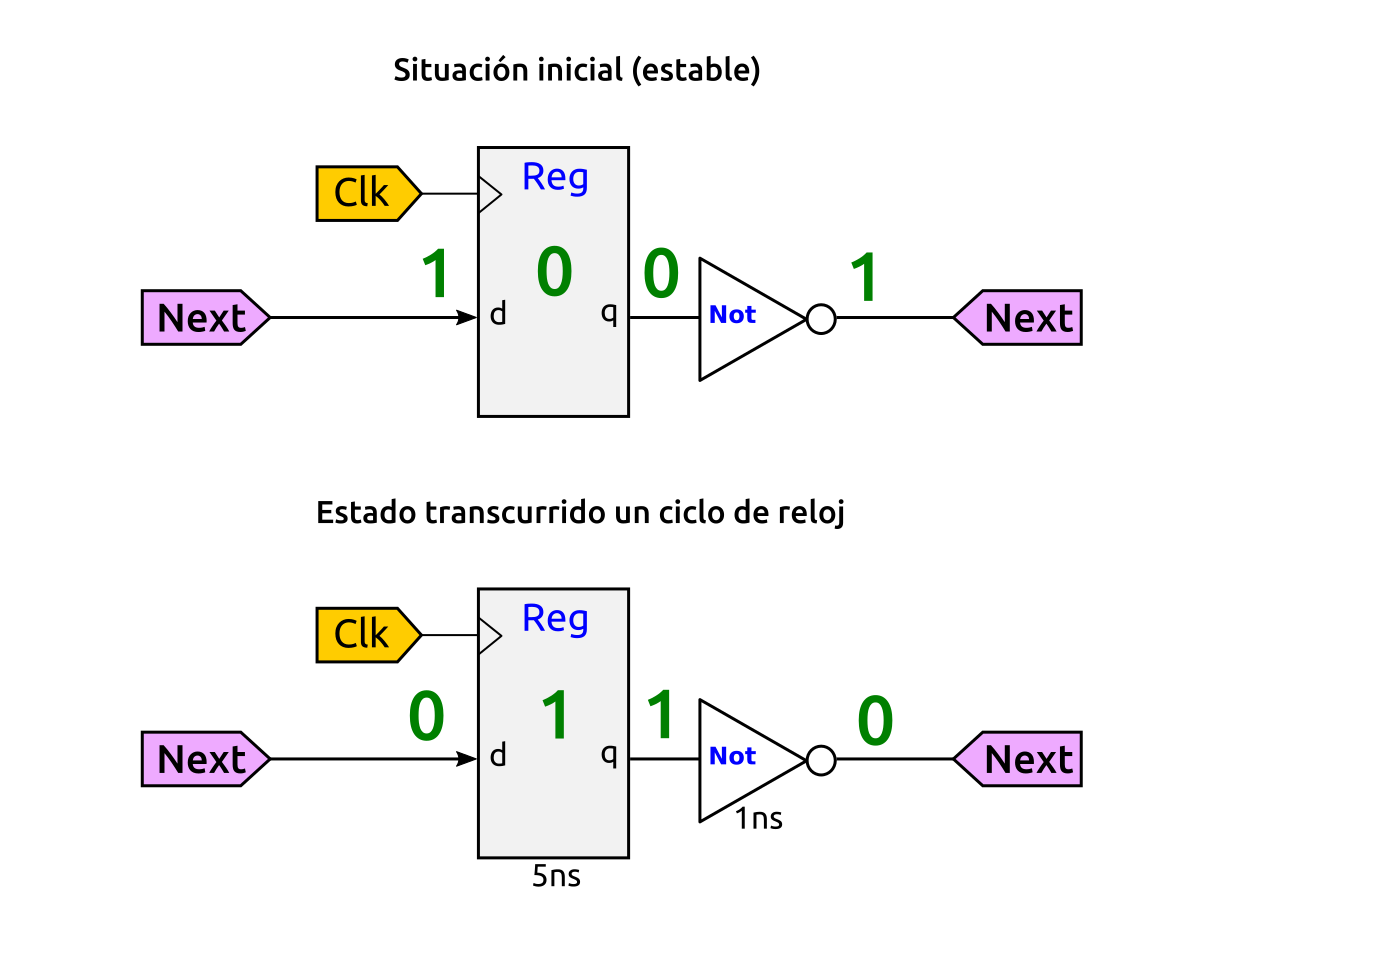 Situación inicial (estable)
Clk
Reg
1
0
0
1
Next
d
q
Not
Next
Estado transcurrido un ciclo de reloj
Clk
Reg
0
1
1
0
Next
d
q
Not
Next
1ns
5ns